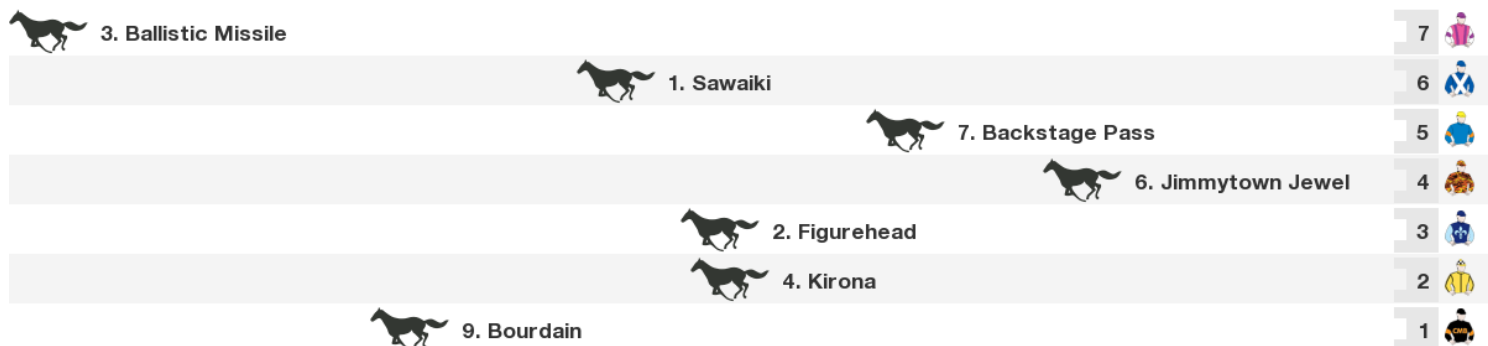 3. Ballistic Missile 7
1. Sawaiki 6
7. Backstage Pass 5
6. Jimmytown Jewel 4
2. Figurehead 3
4. Kirona 2
9. Bourdain 1 CMB